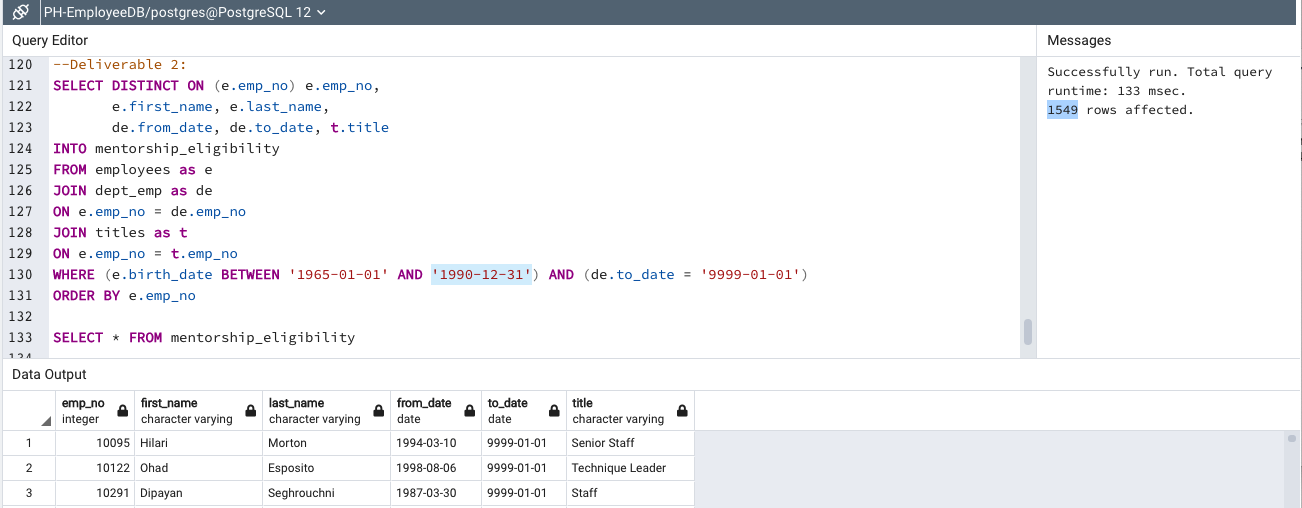 PH-EmployeeDB/postgres@PostgreSQL 12
Query Editor
120 --Deliverable 2:
121 SELECT DISTINCT ON (e.emp_no) e.emp_no,
122 e.first_name, e.last_name,
123 de.from_date, de.to_date, t.title
124 INTO mentorship_eligibility
125 FROM employees as e
126 JOIN dept_emp as de
127 ON e.emp_no = de.emp_no
128 JOIN titles as t
129 ON e.emp_no = t.emp_no
130 WHERE (e.birth_date BETWEEN '1965-01-01' AND '1990-12-31') AND (de.to_date = '9999-01-01')
131 ORDER BY e.emp_no
132
133 SELECT * FROM mentorship_eligibility
134
Messages
Successfully run. Total query
runtime: 133 msec.
1549 rows affected.
Data Output
emp_no first_name last_name from_date to_date title
integer character varying character varying date date character varying
1 10095 Hilari Morton 1994-03-10 9999-01-01 Senior Staff
2 10122 Ohad Esposito 1998-08-06 9999-01-01 Technique Leader
3 10291 Dipayan Seghrouchni 1987-03-30 9999-01-01 Staff